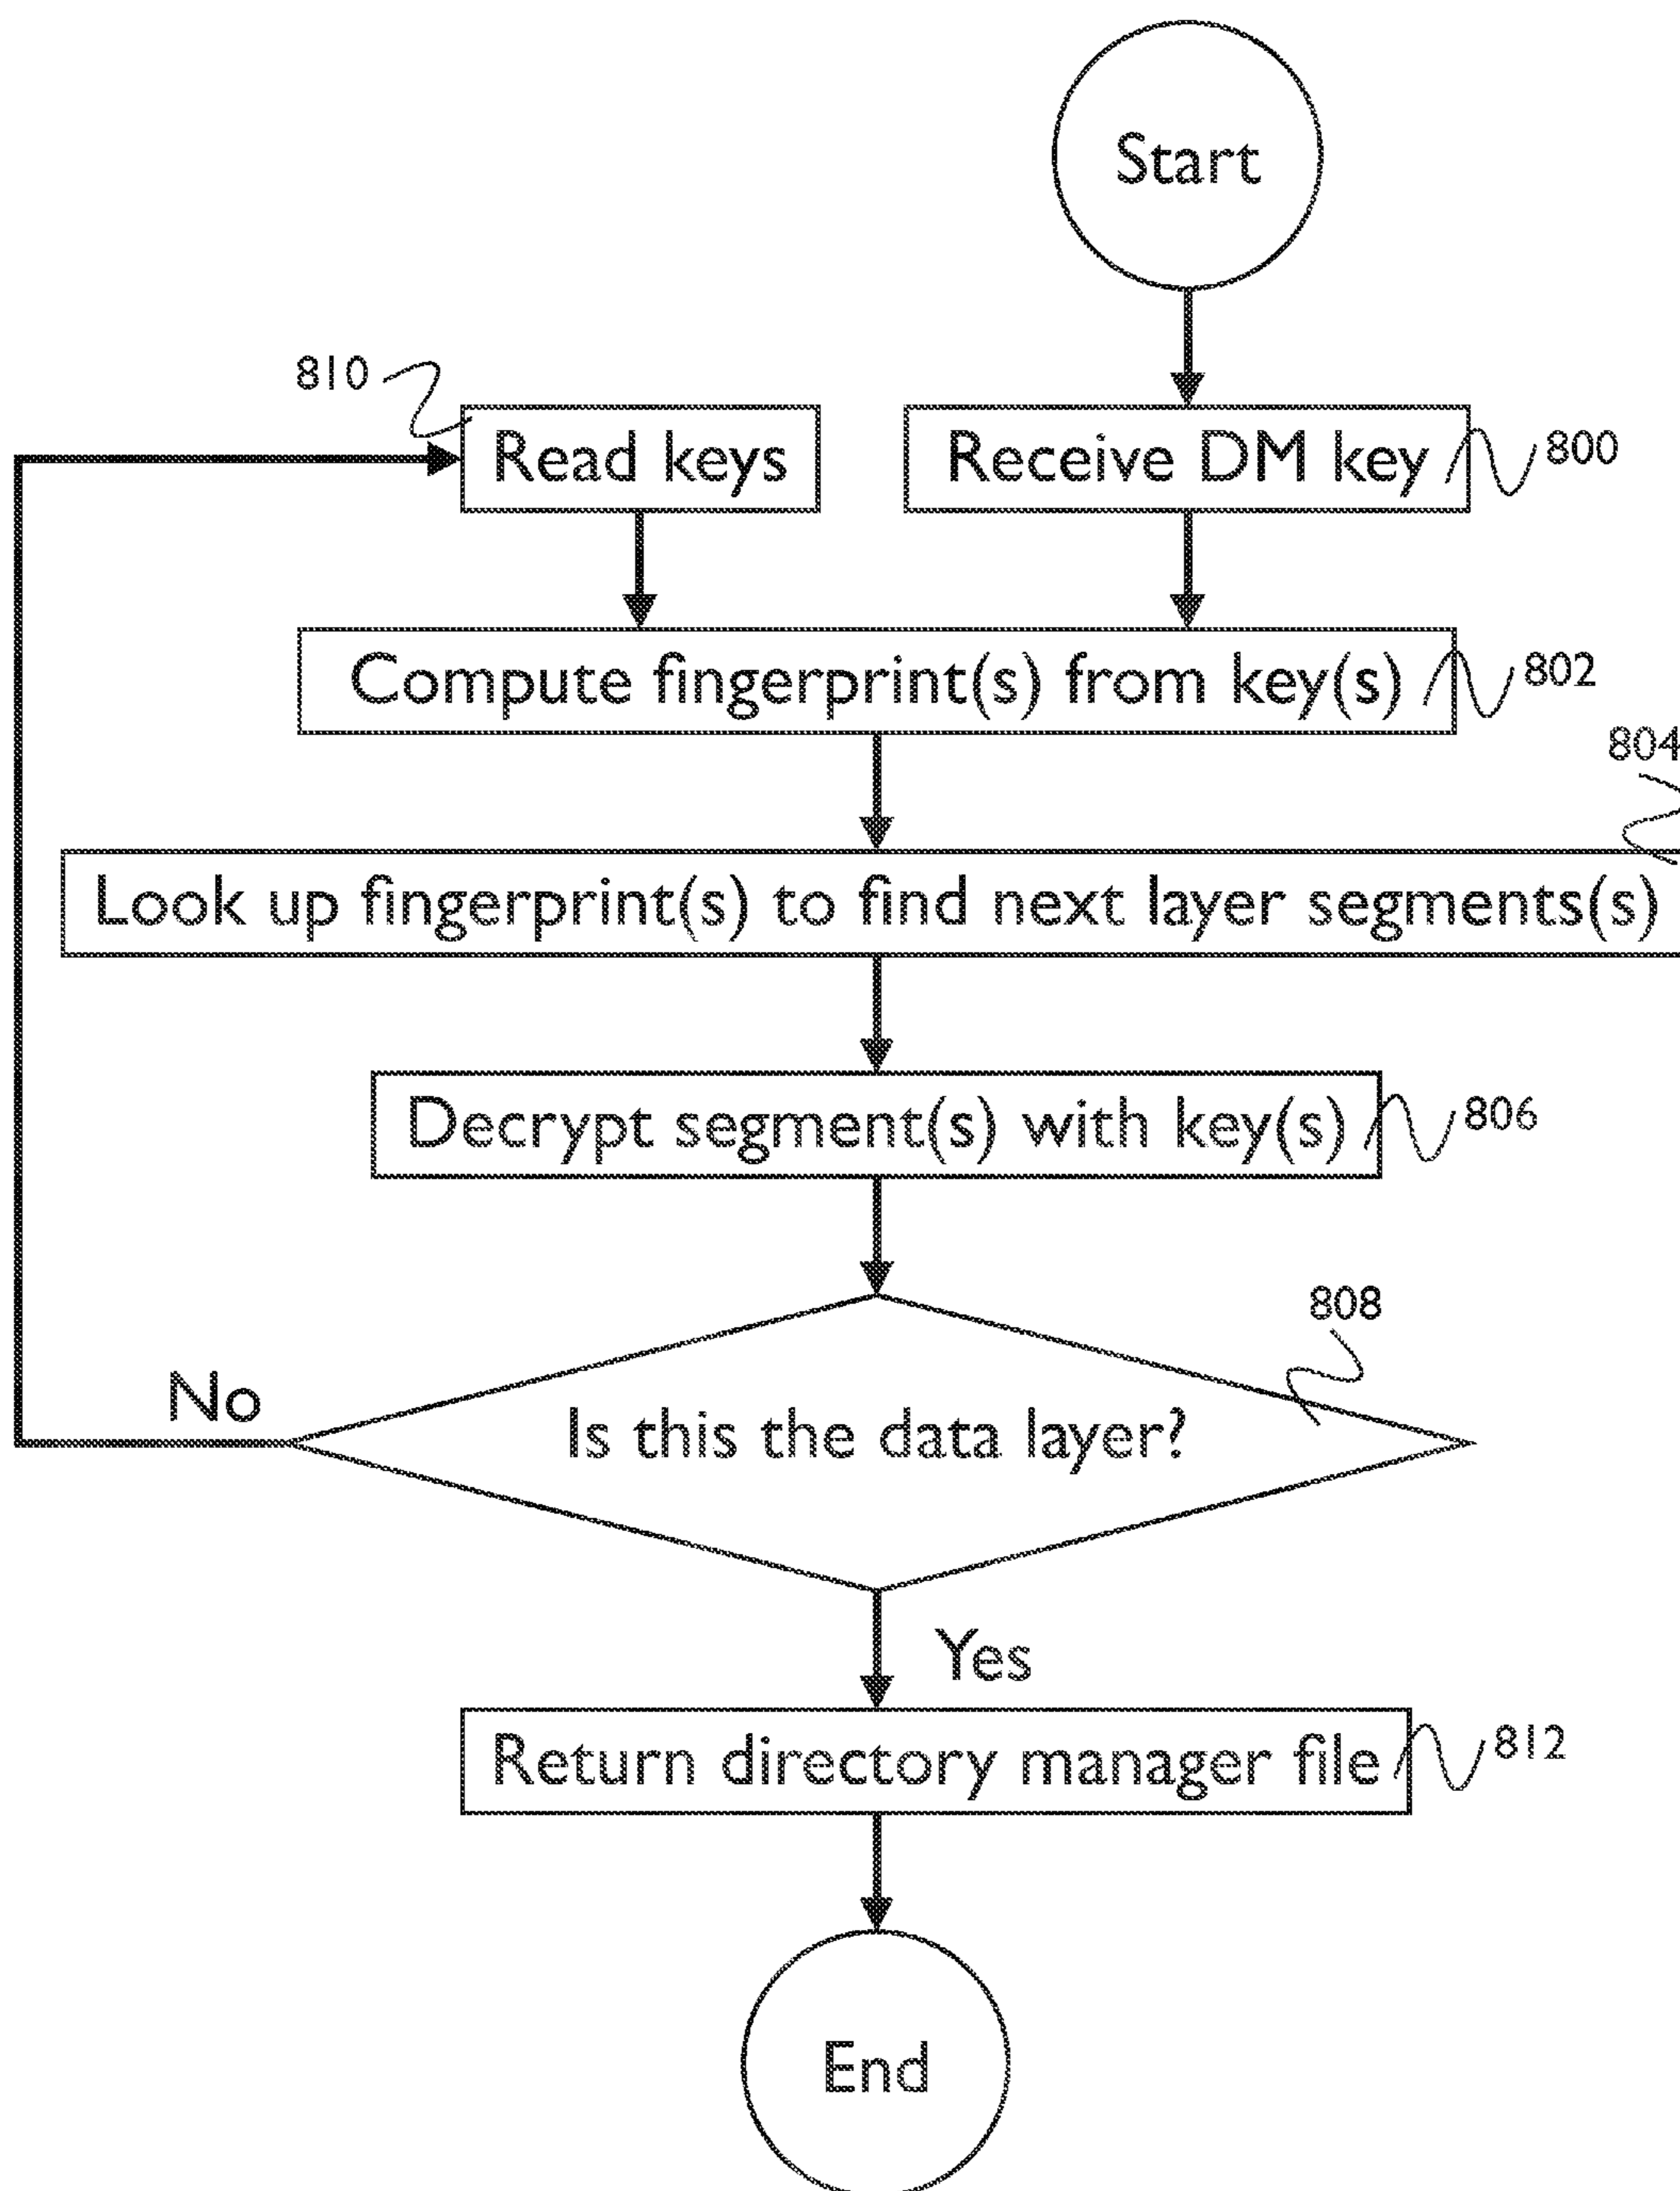 Start
810
Read keys
Receive DM key
800
Compute fingerprint(s) from key(s)
802
804
Look up fingerprint(s) to find next layer segments(s)
Decrypt segment(s) with key(s)
806
808
No
Is this the data layer?
Yes
Return directory manager file
812
End